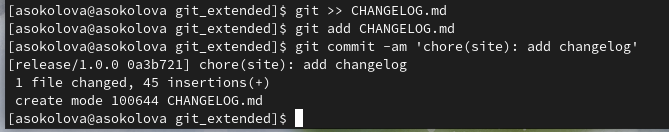 [asokolova@asokolova git_extended]$ git >> CHANGELOG.md
[asokolova@asokolova git_extended]$ git add CHANGELOG.md
[asokolova@asokolova git_extended]$ git commit -am 'chore(site): add changelog'
[release/1.0.0 0a3b721] chore(site): add changelog
 1 file changed, 45 insertions(+)
 create mode 100644 CHANGELOG.md
[asokolova@asokolova git_extended]$